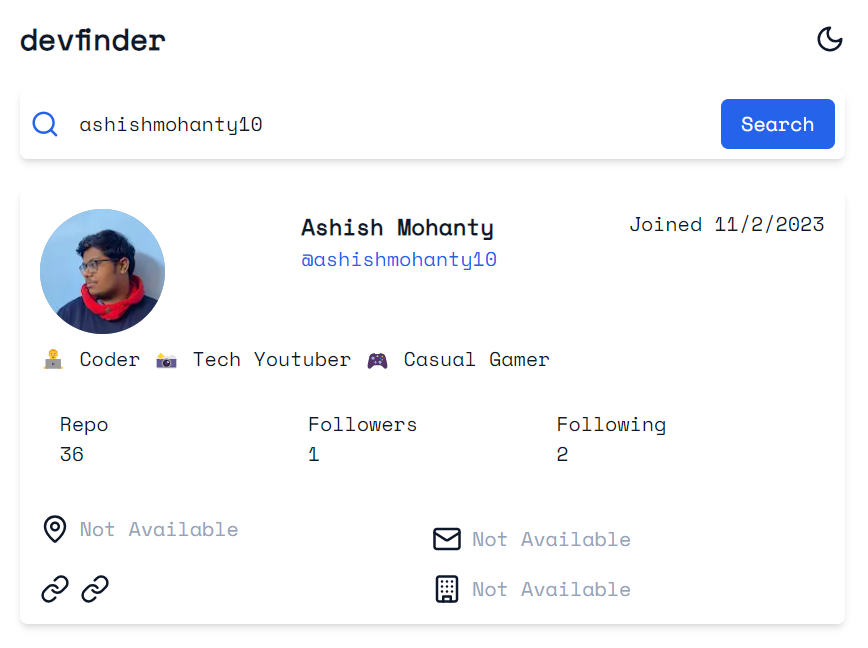 devfinder
ashishmohanty10
Search
Ashish Mohanty
Joined 11/2/2023
@ashishmohanty10
👨‍💻 Coder 📸 Tech Youtuber 🎮 Casual Gamer
Repo
Followers
Following
36
1
2
Not Available
Not Available
Not Available